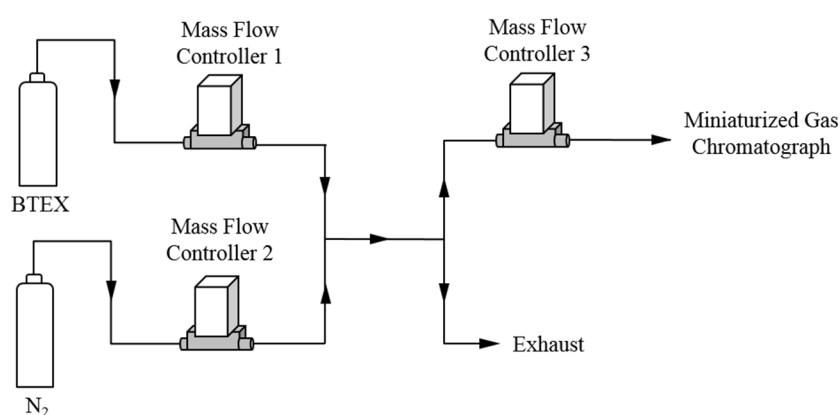 Mass Flow
Controller 1
BTEX
Mass Flow
Controller 2
N₂
Mass Flow
Controller 3
Miniaturized Gas
Chromatograph
Exhaust